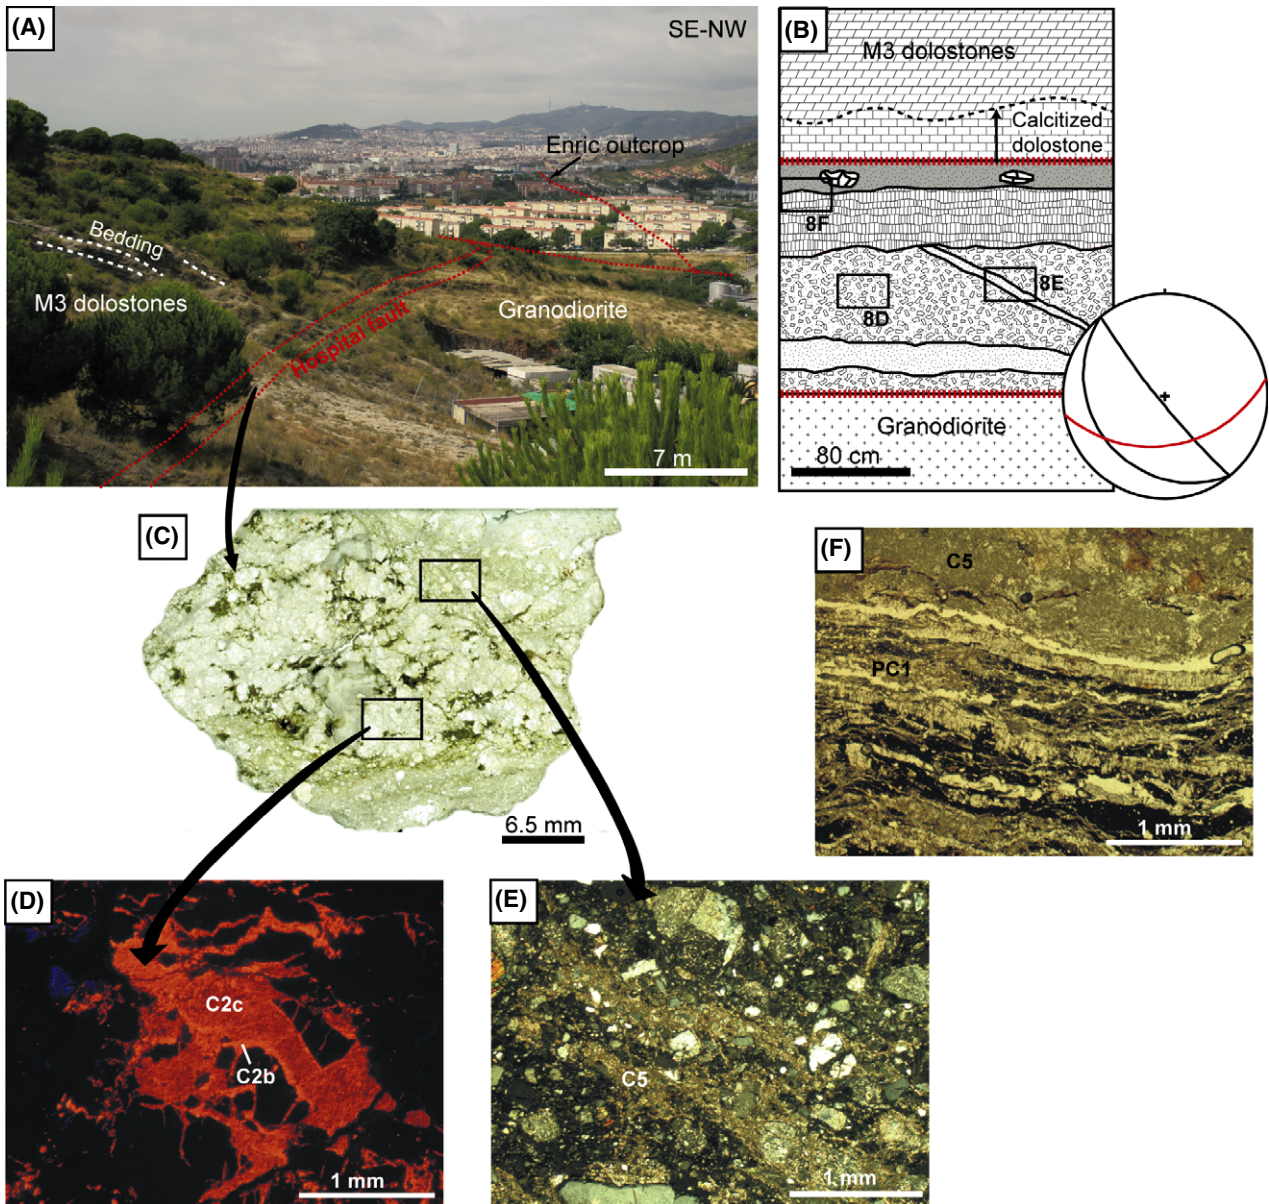 (A)
SE-NW
Enric outcrop
Bedding
M3 dolostones
Granodiorite
Hospital fault
7 m
(B)
M3 dolostones
Calcitized
dolostone
8F
8E
8D
Granodiorite
80 cm
(C)
6.5 mm
(F)
C5
PC1
1 mm
(D)
C2c
C2b
1 mm
(E)
C5
1 mm